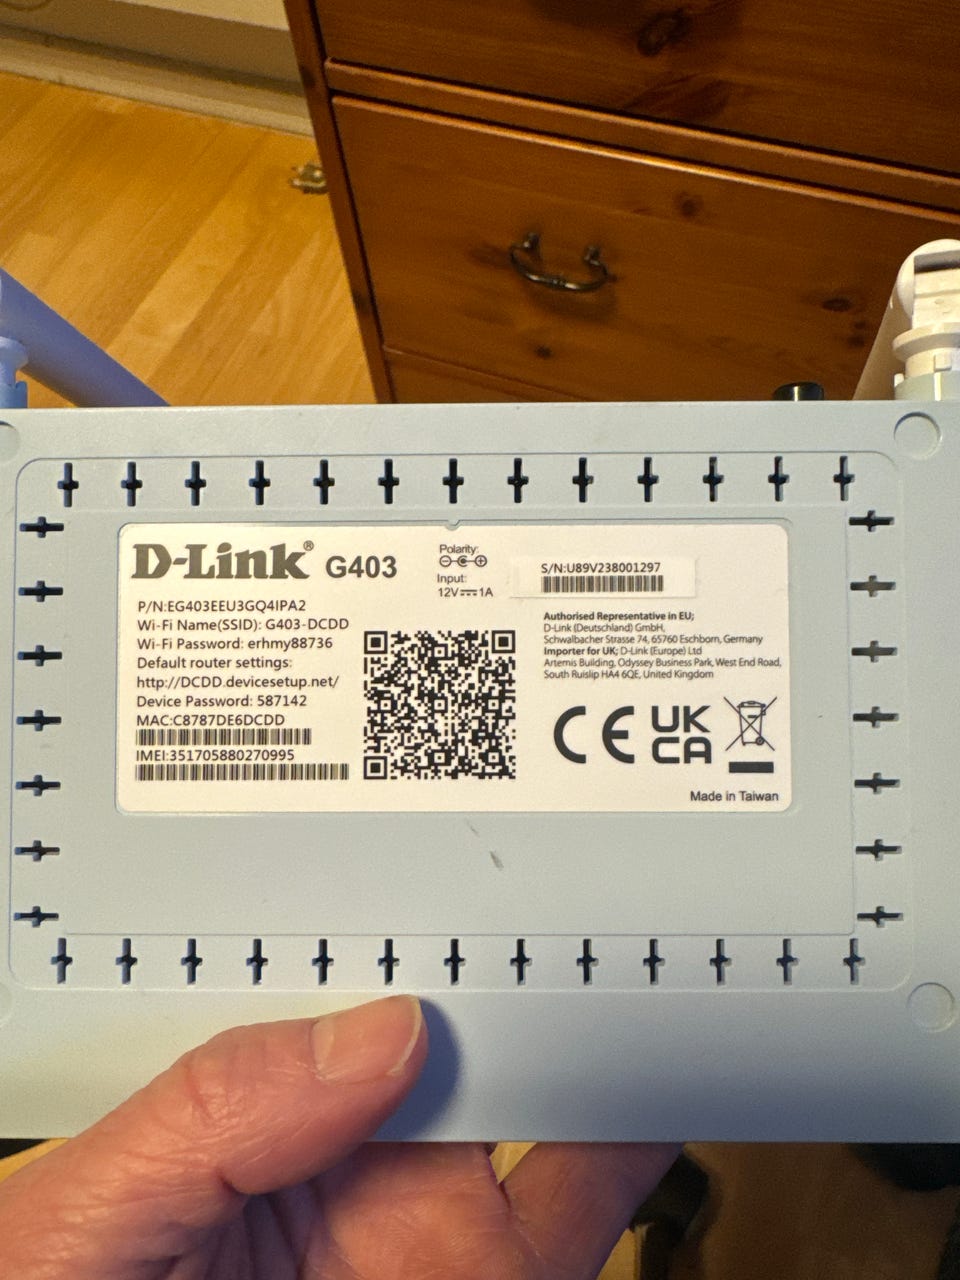 D-Link® G403
P/N:EG403EEU3GQ4IPA2
Wi-Fi Name(SSID): G403-DCDD
Wi-Fi Password: erhmy88736
Default router settings:
http://DCDD.devicesetup.net/
Device Password: 587142
MAC:C8787DE6DCDD
IMEI:351705880270995
Polarity:
Input:
12V⎓1A
S/N:U89V238001297
Authorised Representative in EU;
D-Link (Deutschland) GmbH,
Schwalbacher Strasse 74, 65760 Eschborn, Germany
Importer for UK; D-Link (Europe) Ltd
Artemis Building, Odyssey Business Park, West End Road,
South Ruislip HA4 6QE, United Kingdom
CE
UK
CA
Made in Taiwan